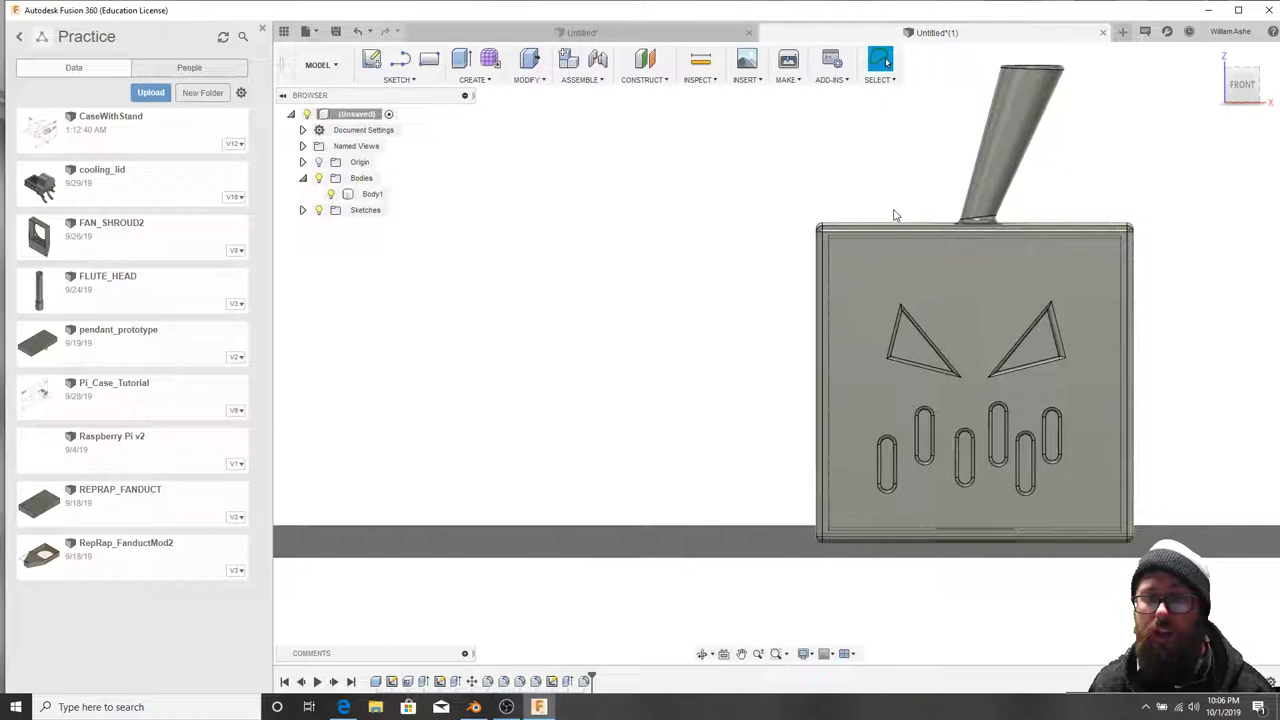 Autodesk Fusion 360 (Education License)
Practice
Untitled*
Untitled*(1)
William Ashe
Data
People
MODEL
SKETCH
CREATE
MODIFY
ASSEMBLE
CONSTRUCT
INSPECT
INSERT
MAKE
ADD-INS
SELECT
Upload
New Folder
BROWSER
Z
FRONT
X
(Unsaved)
Document Settings
Named Views
Origin
Bodies
Body1
Sketches
CaseWithStand
1:12:40 AM
V12
cooling_lid
9/29/19
V16
FAN_SHROUD2
9/26/19
V8
FLUTE_HEAD
9/24/19
V3
pendant_prototype
9/19/19
V2
Pi_Case_Tutorial
9/28/19
V6
Raspberry Pi v2
9/4/19
V1
REPRAP_FANDUCT
9/18/19
V3
RepRap_FanductMod2
9/18/19
V3
COMMENTS
Type here to search
10:06 PM
10/1/2019